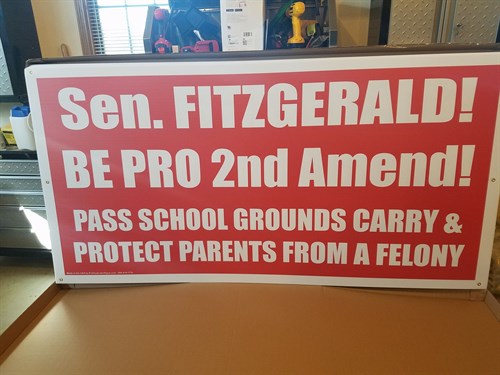 Sen. FITZGERALD!
BE PRO 2nd Amend!
PASS SCHOOL GROUNDS CARRY &
PROTECT PARENTS FROM A FELONY